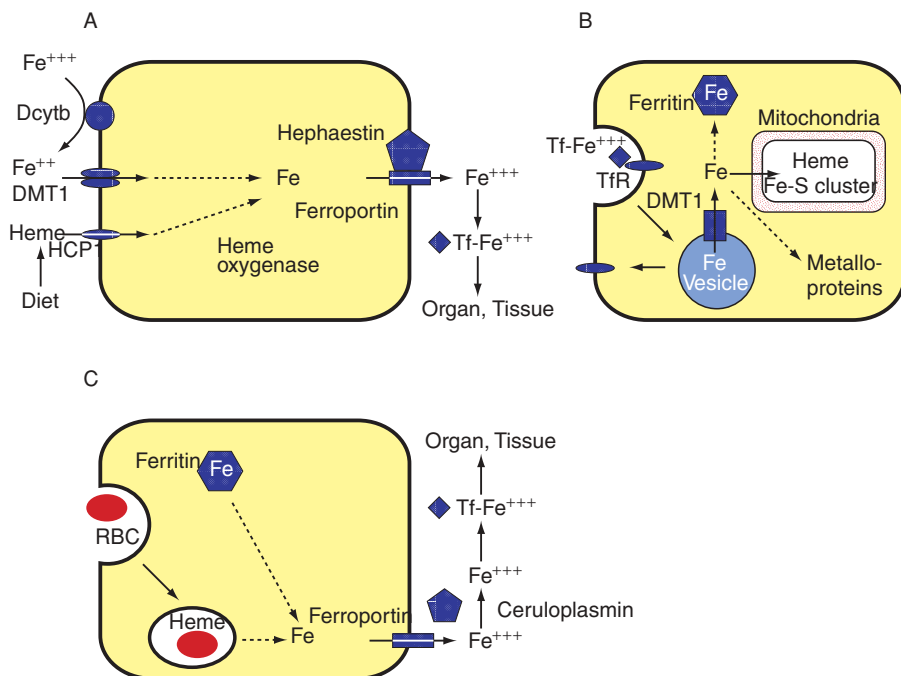 A
Fe+++
Dcytb
Fe++
DMT1
Heme
HCP1
Diet
Fe
Heme
oxygenase
Hephaestin
Ferroportin
Fe+++
Tf-Fe+++
Organ, Tissue
B
Ferritin
Fe
Mitochondria
Tf-Fe+++
TfR
Fe
Heme
Fe-S cluster
DMT1
Fe
Vesicle
Metallo-
proteins
C
Ferritin
Fe
RBC
Heme
Fe
Ferroportin
Organ, Tissue
Tf-Fe+++
Fe+++
Ceruloplasmin
Fe+++